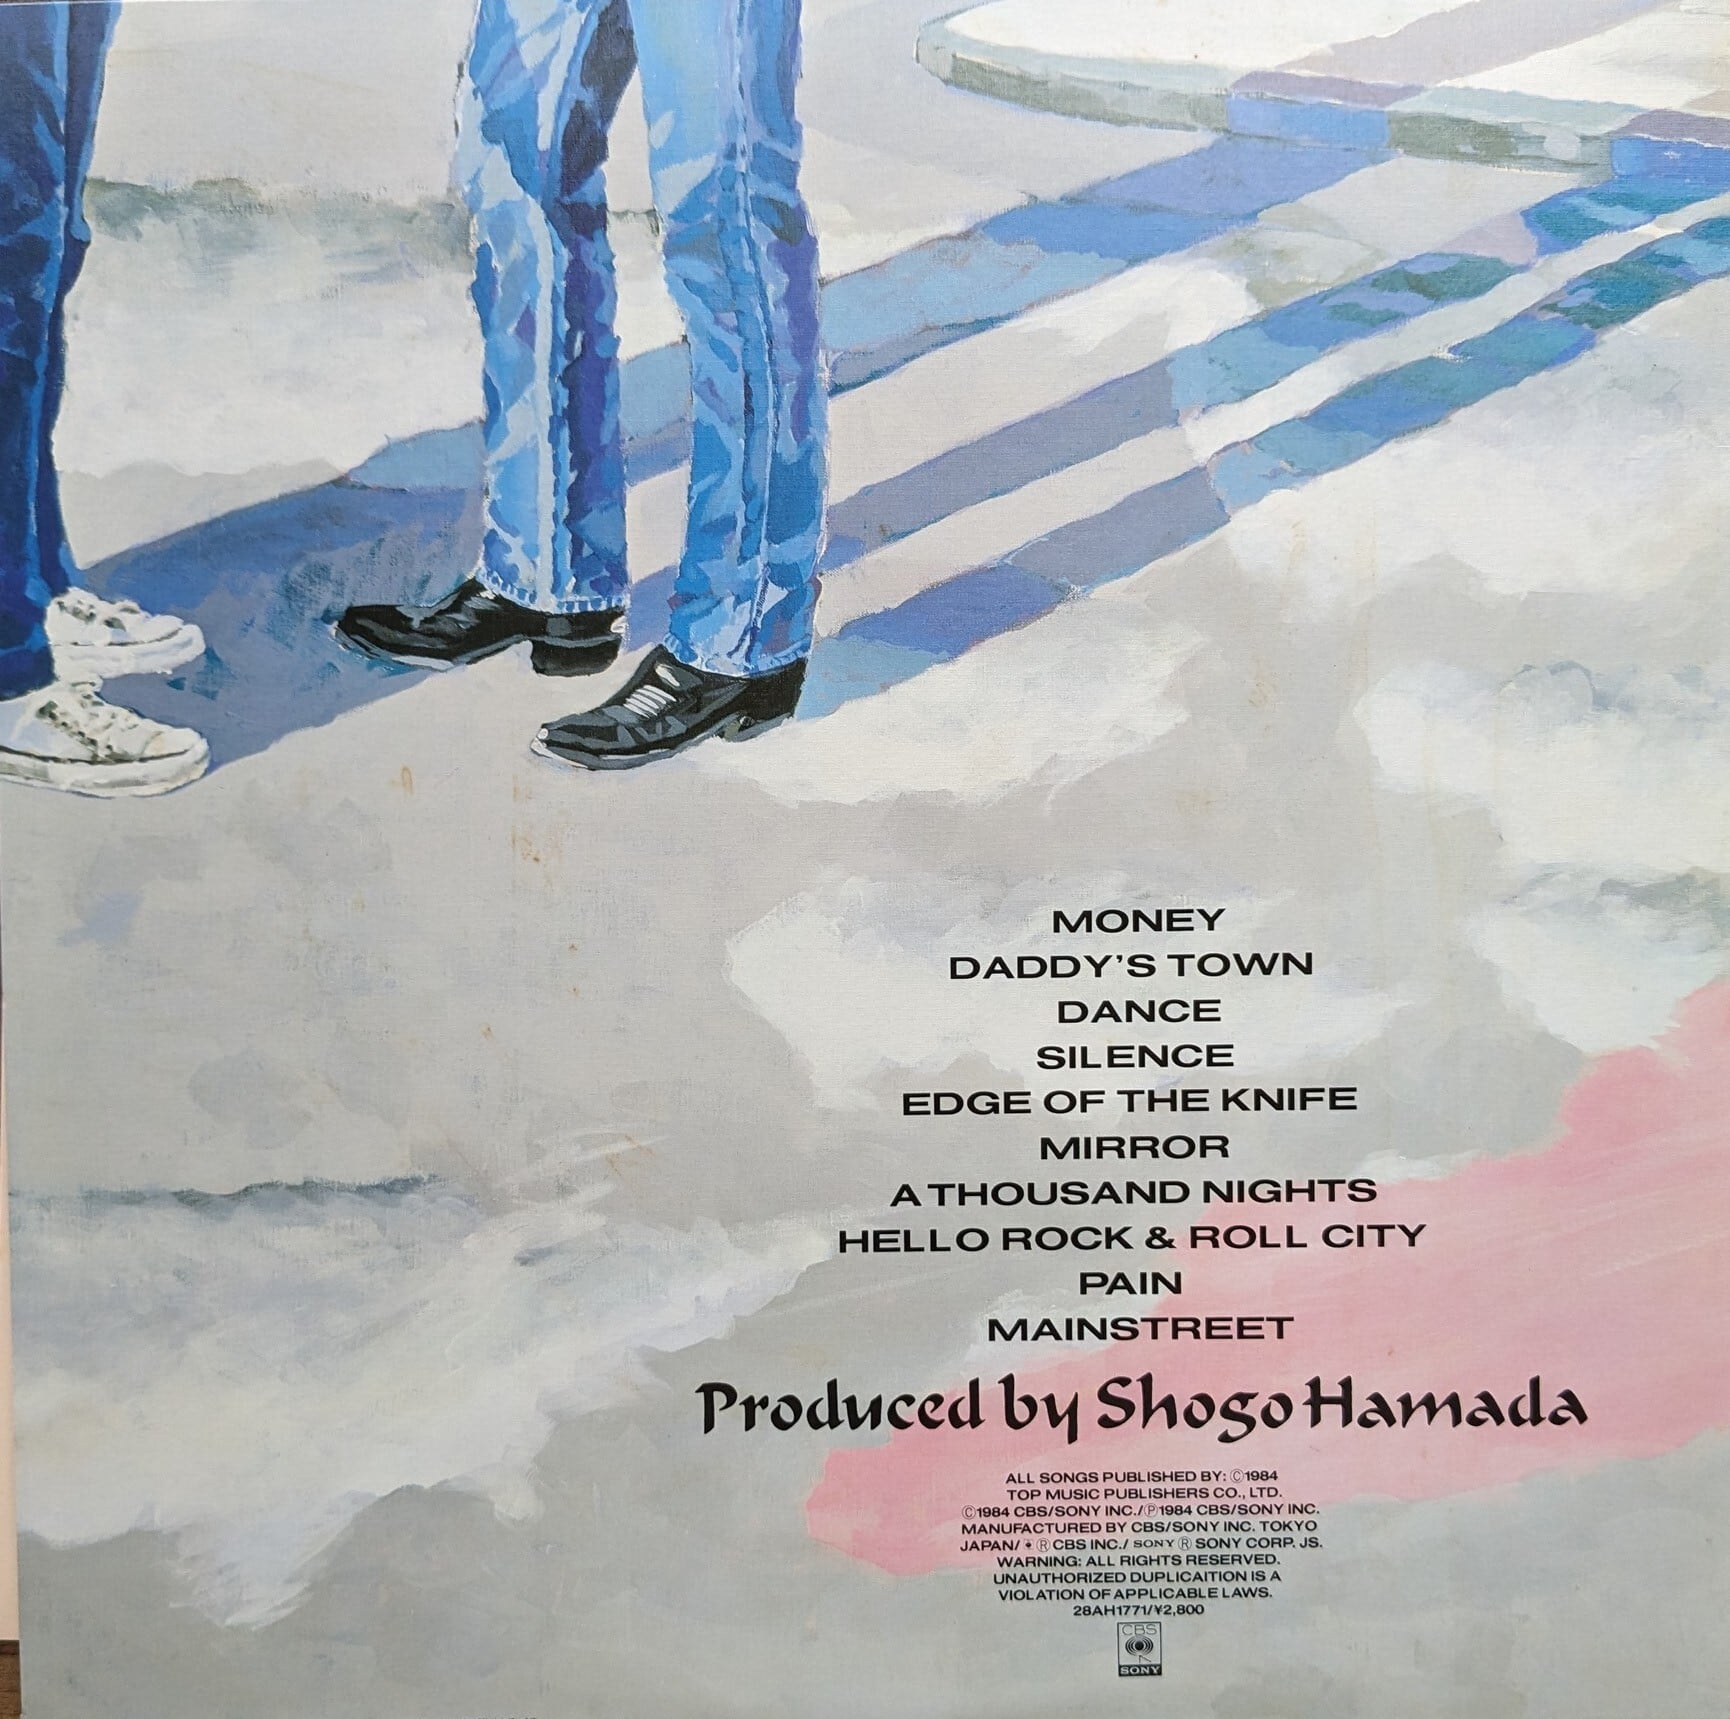 MONEY
DADDY'S TOWN
DANCE
SILENCE
EDGE OF THE KNIFE
MIRROR
A THOUSAND NIGHTS
HELLO ROCK & ROLL CITY
PAIN
MAINSTREET
Produced by Shogo Hamada
ALL SONGS PUBLISHED BY: Ⓒ1984
TOP MUSIC PUBLISHERS CO., LTD.
Ⓒ1984 CBS/SONY INC./Ⓟ1984 CBS/SONY INC.
MANUFACTURED BY CBS/SONY INC. TOKYO
JAPAN/ Ⓡ CBS INC./ SONY Ⓡ SONY CORP. JS.
WARNING: ALL RIGHTS RESERVED.
UNAUTHORIZED DUPLICAITION IS A
VIOLATION OF APPLICABLE LAWS.
28AH1771/¥2,800
CBS
SONY